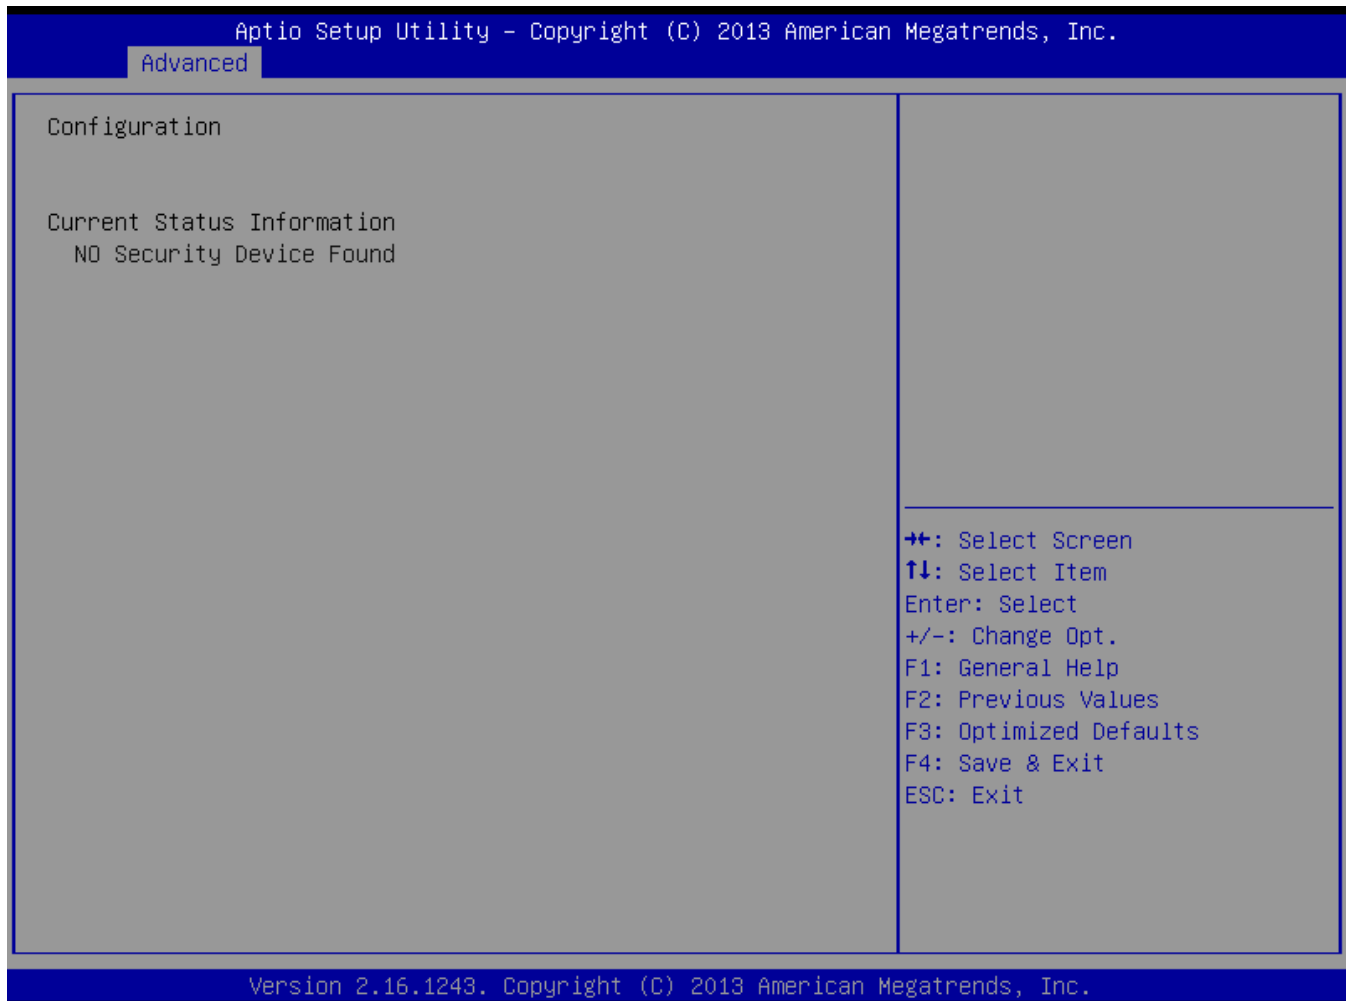 Aptio Setup Utility – Copyright (C) 2013 American Megatrends, Inc.
Advanced
Configuration
Current Status Information
NO Security Device Found
→←: Select Screen
↑↓: Select Item
Enter: Select
+/-: Change Opt.
F1: General Help
F2: Previous Values
F3: Optimized Defaults
F4: Save & Exit
ESC: Exit
Version 2.16.1243. Copyright (C) 2013 American Megatrends, Inc.